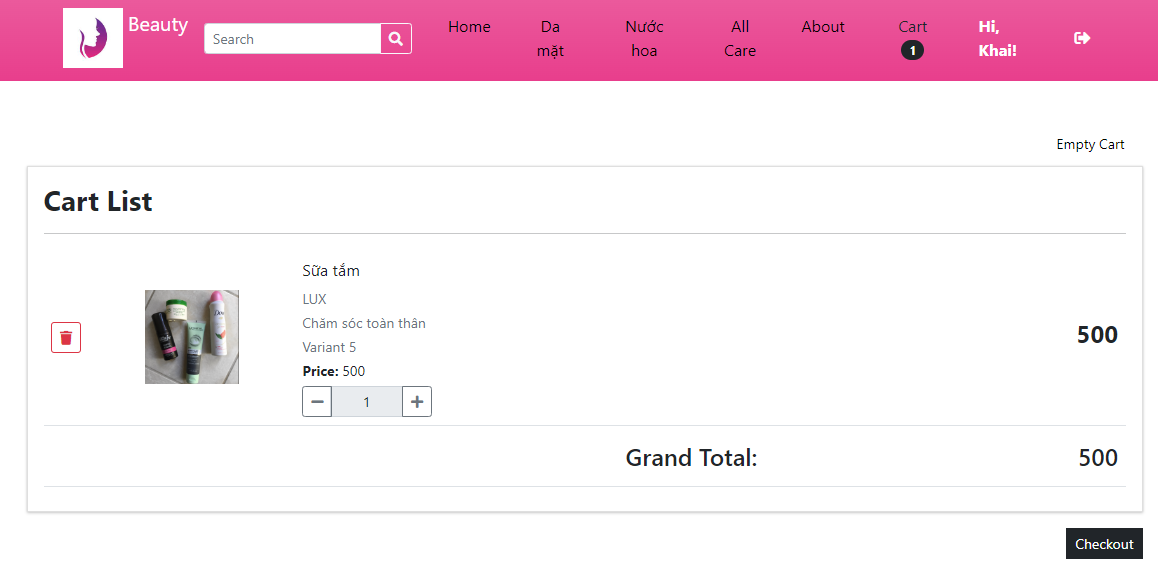 Beauty
Search
Home
Da
mặt
Nước
hoa
All
Care
About
Cart
1
Hi,
Khai!
Empty Cart
Cart List
Sữa tắm
LUX
Chăm sóc toàn thân
Variant 5
Price: 500
1
500
Grand Total:
500
Checkout